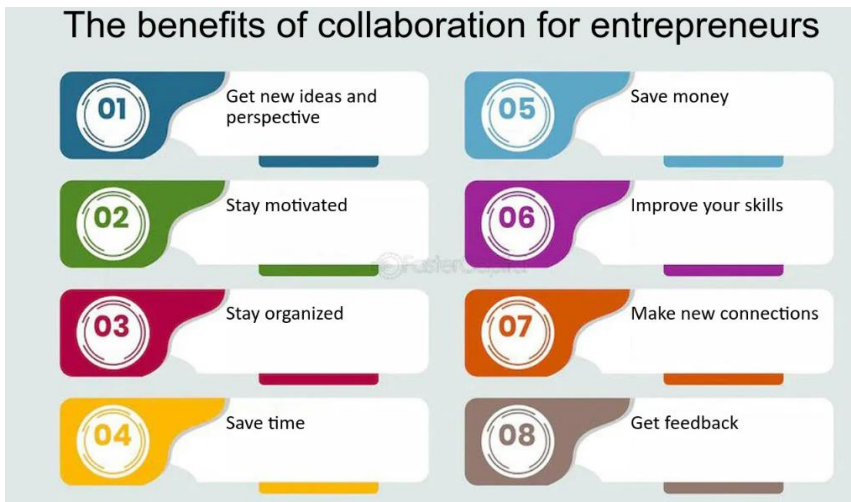 The benefits of collaboration for entrepreneurs
01
Get new ideas and
perspective
02
Stay motivated
03
Stay organized
04
Save time
05
Save money
06
Improve your skills
07
Make new connections
08
Get feedback
FasterCapital